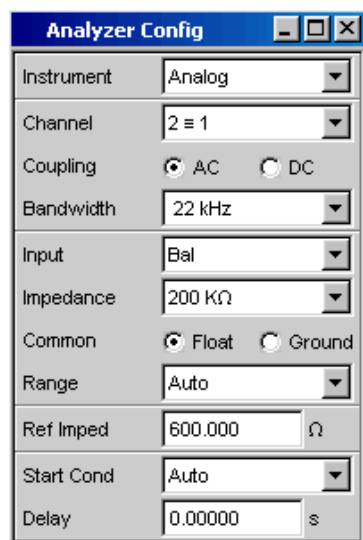 Analyzer Config
Instrument Analog
Channel 2 ≡ 1
Coupling AC DC
Bandwidth 22 kHz
Input Bal
Impedance 200 KΩ
Common Float Ground
Range Auto
Ref Imped 600.000 Ω
Start Cond Auto
Delay 0.00000 s